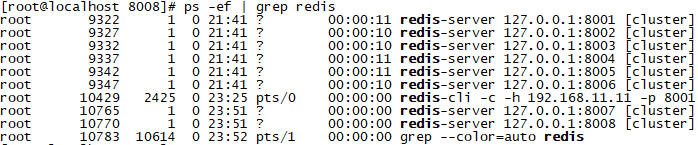 [root@localhost 8008]# ps -ef | grep redis
root 9322 1 0 21:41 ? 00:00:11 redis-server 127.0.0.1:8001 [cluster]
root 9327 1 0 21:41 ? 00:00:10 redis-server 127.0.0.1:8002 [cluster]
root 9332 1 0 21:41 ? 00:00:10 redis-server 127.0.0.1:8003 [cluster]
root 9337 1 0 21:41 ? 00:00:11 redis-server 127.0.0.1:8004 [cluster]
root 9342 1 0 21:41 ? 00:00:11 redis-server 127.0.0.1:8005 [cluster]
root 9347 1 0 21:41 ? 00:00:10 redis-server 127.0.0.1:8006 [cluster]
root 10429 2425 0 23:25 pts/0 00:00:00 redis-cli -c -h 192.168.11.11 -p 8001
root 10765 1 0 23:51 ? 00:00:00 redis-server 127.0.0.1:8007 [cluster]
root 10770 1 0 23:51 ? 00:00:00 redis-server 127.0.0.1:8008 [cluster]
root 10783 10614 0 23:52 pts/1 00:00:00 grep --color=auto redis